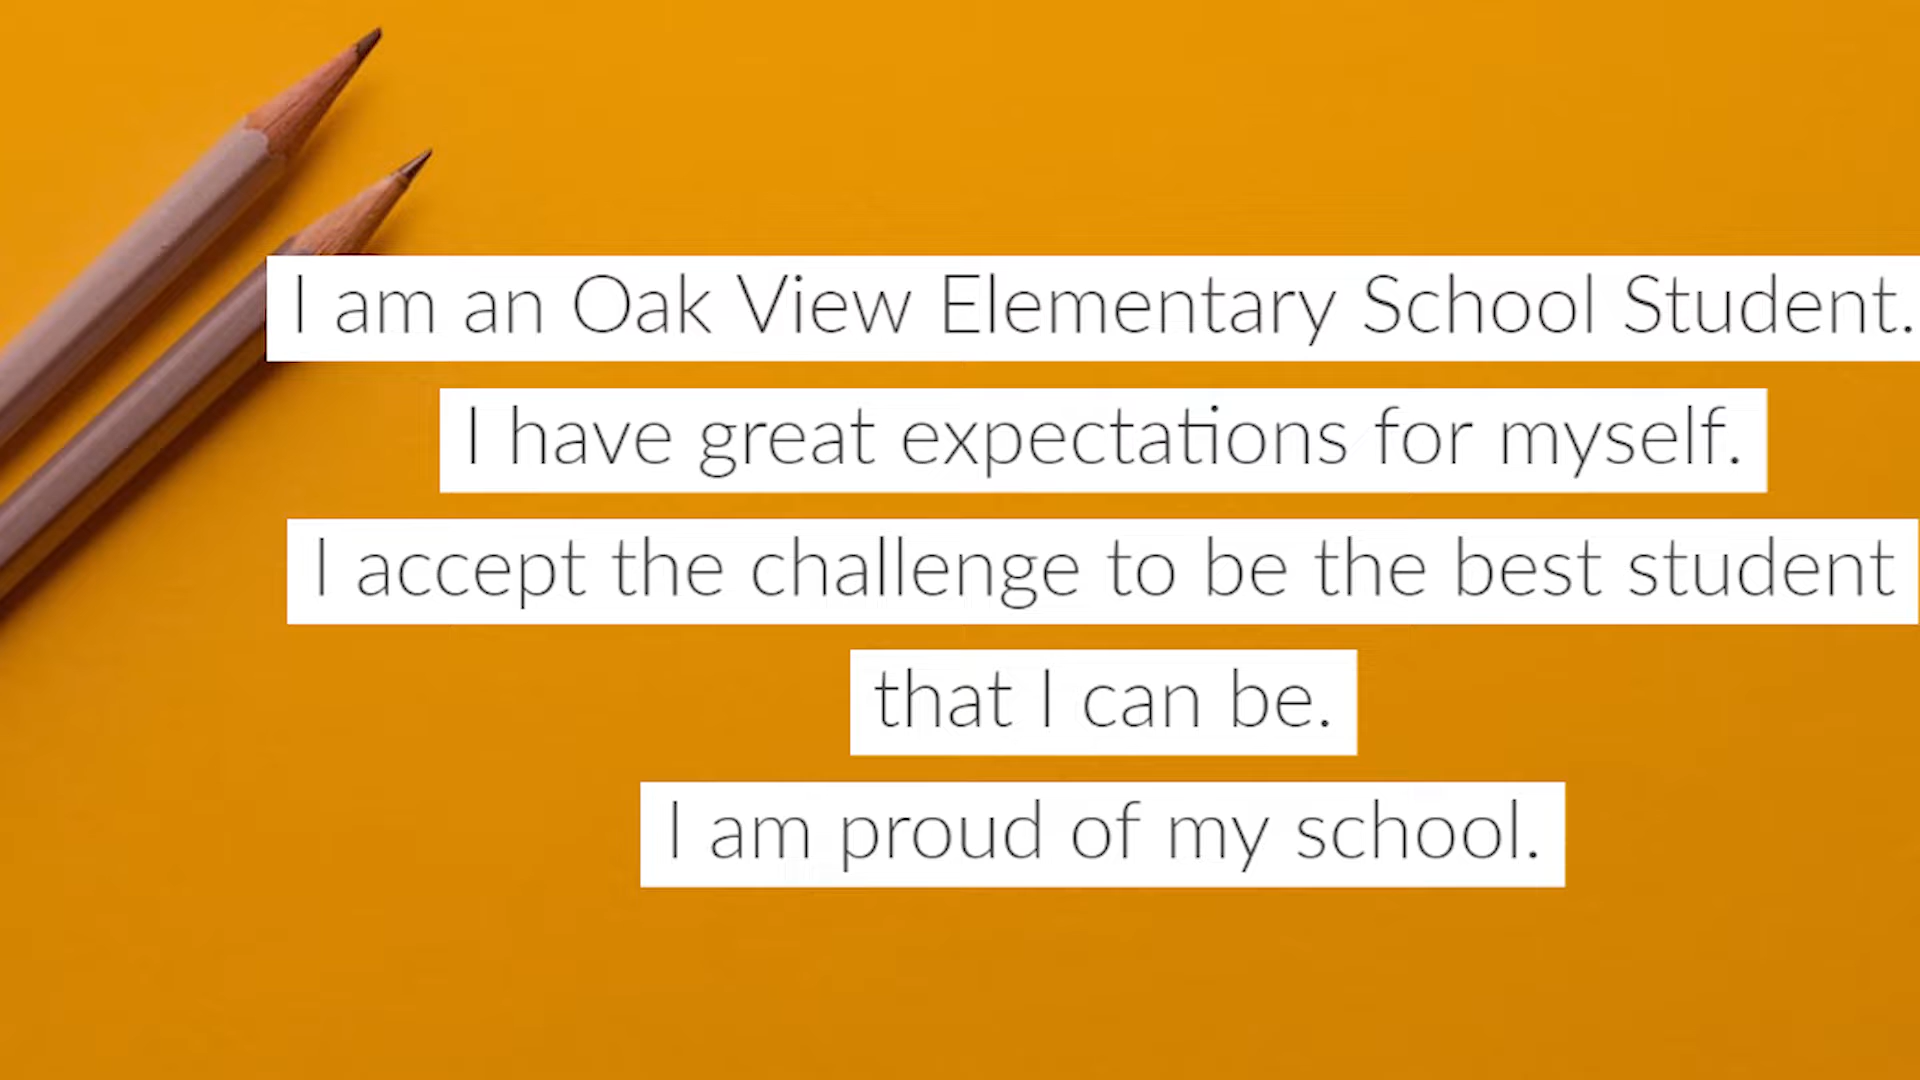 I am an Oak View Elementary School Student.
I have great expectations for myself.
I accept the challenge to be the best student
that I can be.
I am proud of my school.